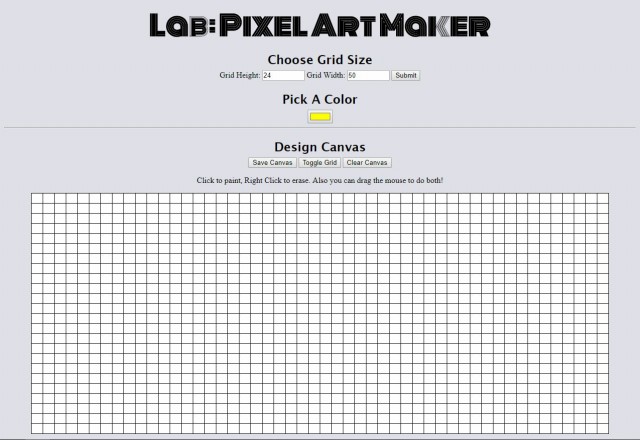 Lab: Pixel Art Maker
Choose Grid Size
Grid Height: 24 Grid Width: 50 Submit
Pick A Color
Design Canvas
Save Canvas Toggle Grid Clear Canvas
Click to paint, Right Click to erase. Also you can drag the mouse to do both!